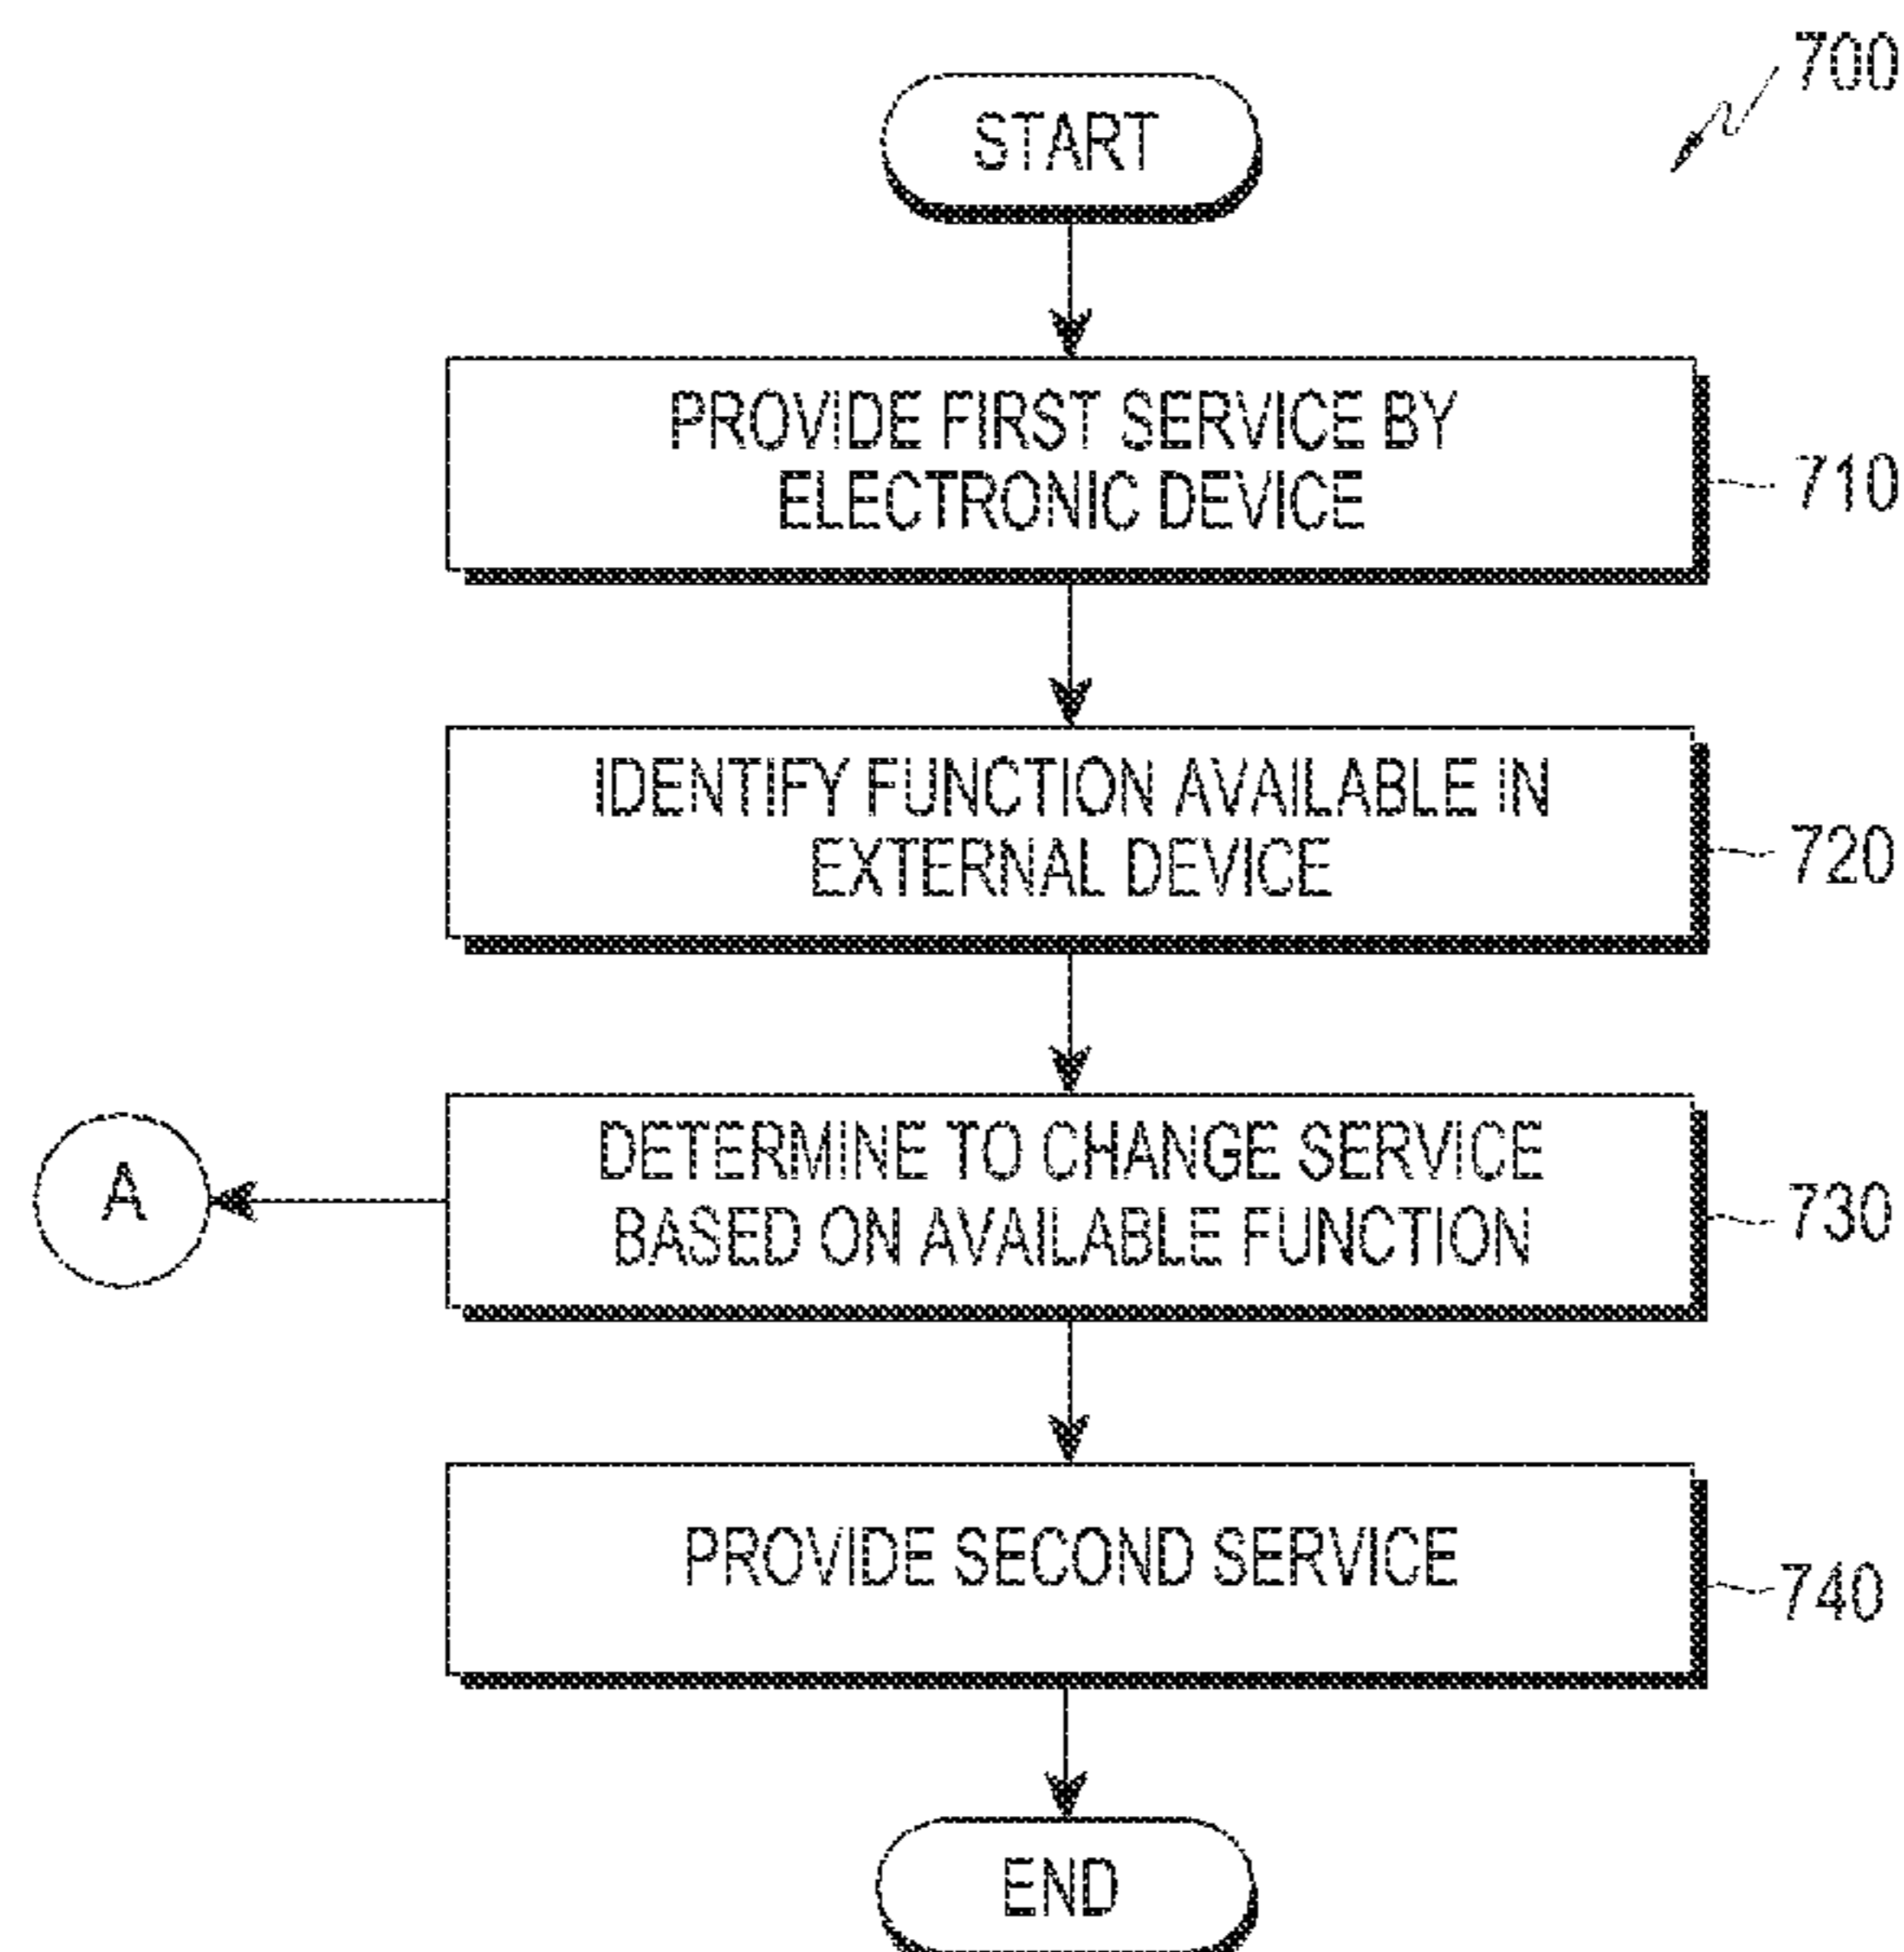 700
START
PROVIDE FIRST SERVICE BY
ELECTRONIC DEVICE
710
IDENTIFY FUNCTION AVAILABLE IN
EXTERNAL DEVICE
720
DETERMINE TO CHANGE SERVICE
BASED ON AVAILABLE FUNCTION
730
A
PROVIDE SECOND SERVICE
740
END